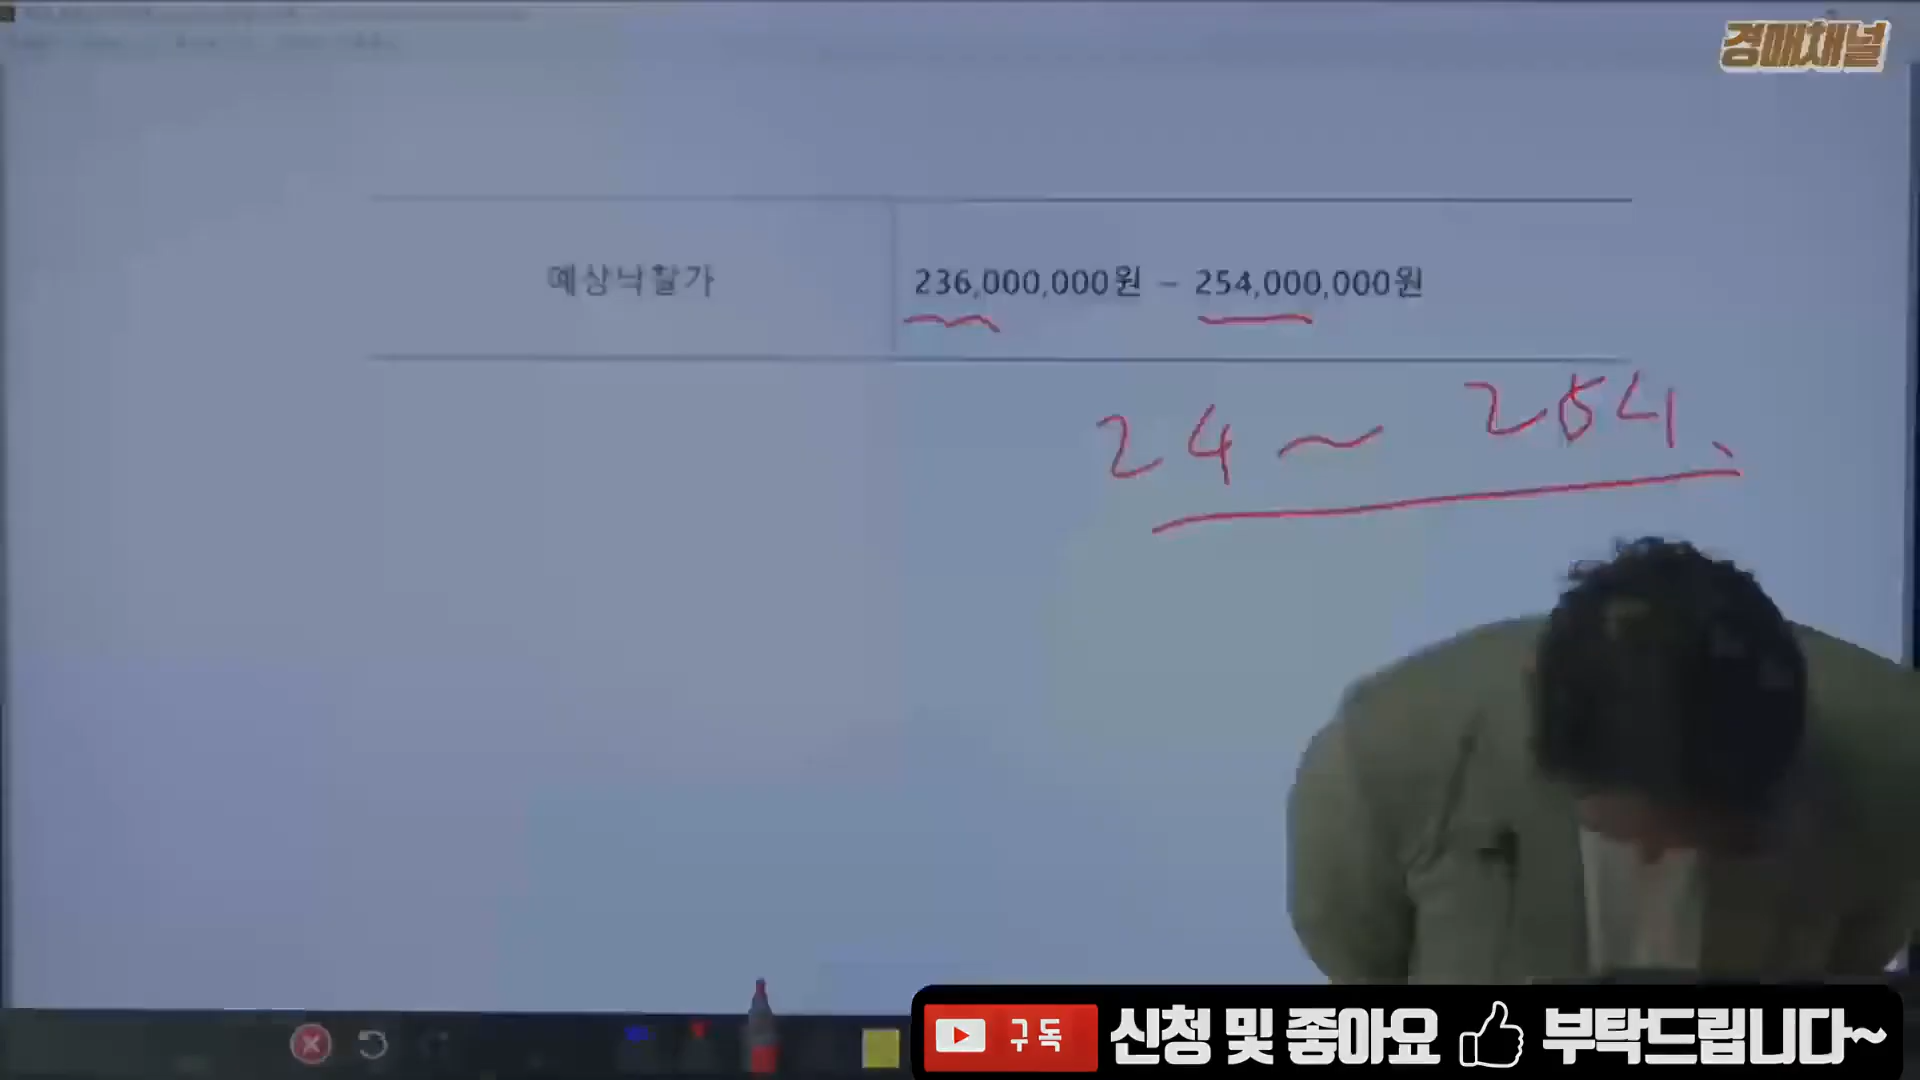 경매채널
예상낙찰가 236,000,000원 - 254,000,000원
24 ~ 254
구독 신청 및 좋아요 부탁드립니다~